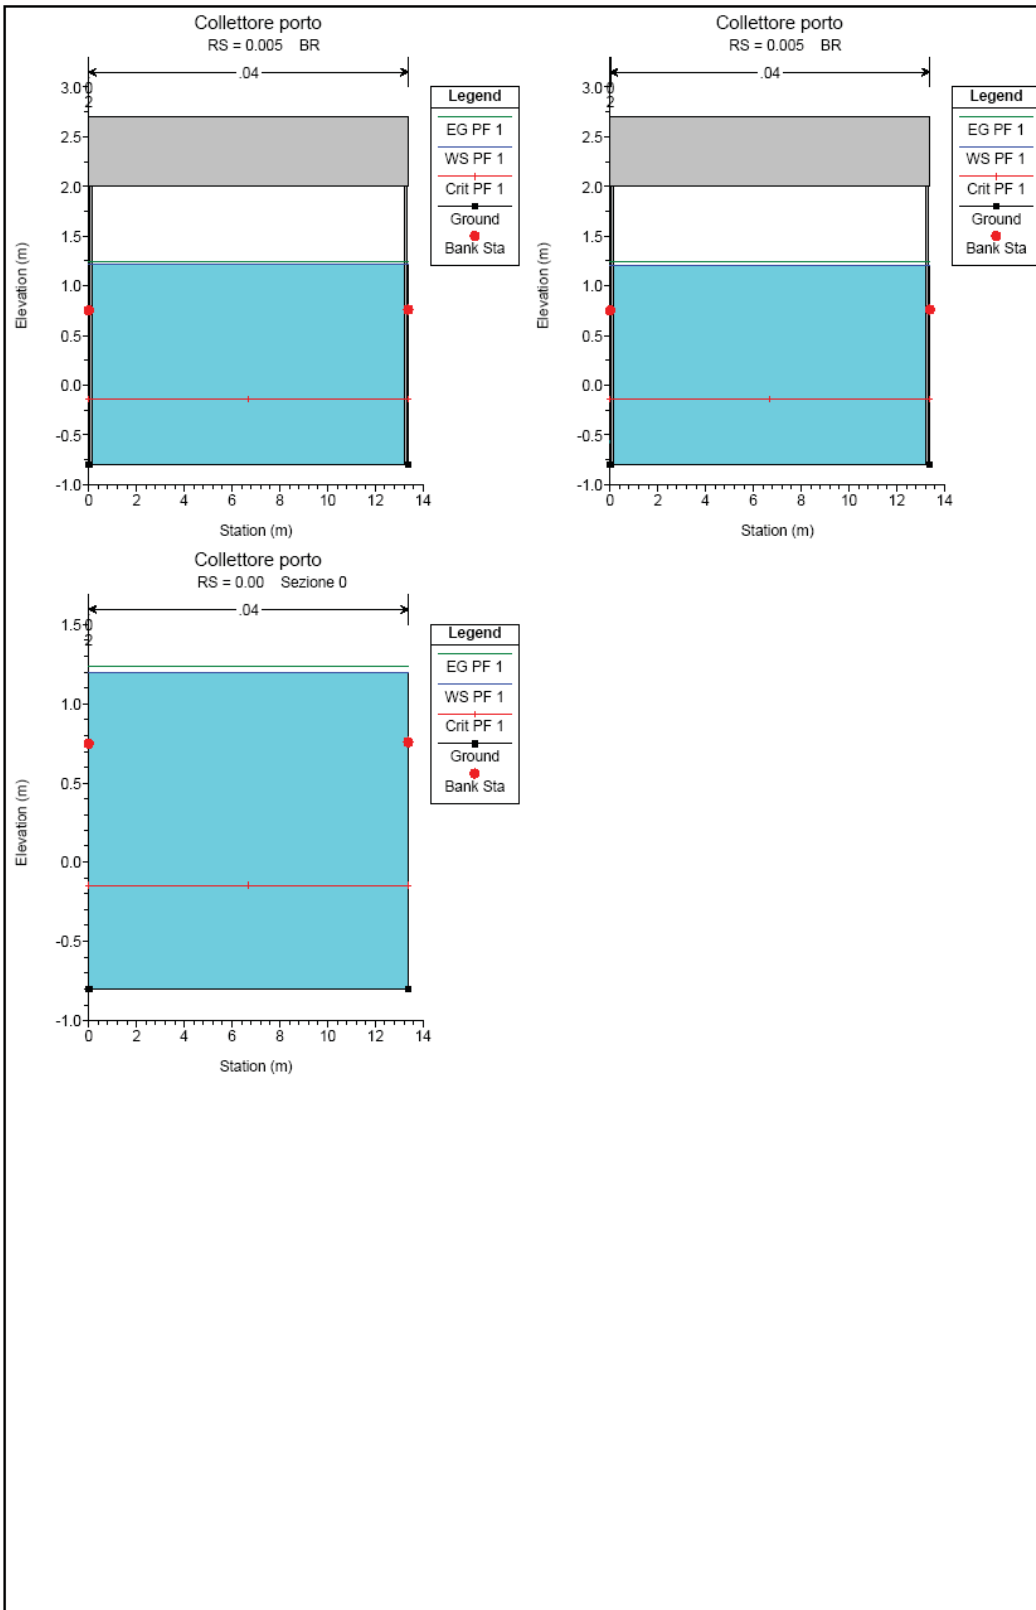 Collettore porto
RS = 0.005 BR
.04
.02
3.0
2.5
2.0
1.5
1.0
0.5
0.0
-0.5
-1.0
Elevation (m)
0 2 4 6 8 10 12 14
Station (m)
Legend
EG PF 1
WS PF 1
Crit PF 1
Ground
Bank Sta
Collettore porto
RS = 0.005 BR
.04
.02
3.0
2.5
2.0
1.5
1.0
0.5
0.0
-0.5
-1.0
Elevation (m)
0 2 4 6 8 10 12 14
Station (m)
Legend
EG PF 1
WS PF 1
Crit PF 1
Ground
Bank Sta
Collettore porto
RS = 0.00 Sezione 0
.04
.02
1.5
1.0
0.5
0.0
-0.5
-1.0
Elevation (m)
0 2 4 6 8 10 12 14
Station (m)
Legend
EG PF 1
WS PF 1
Crit PF 1
Ground
Bank Sta